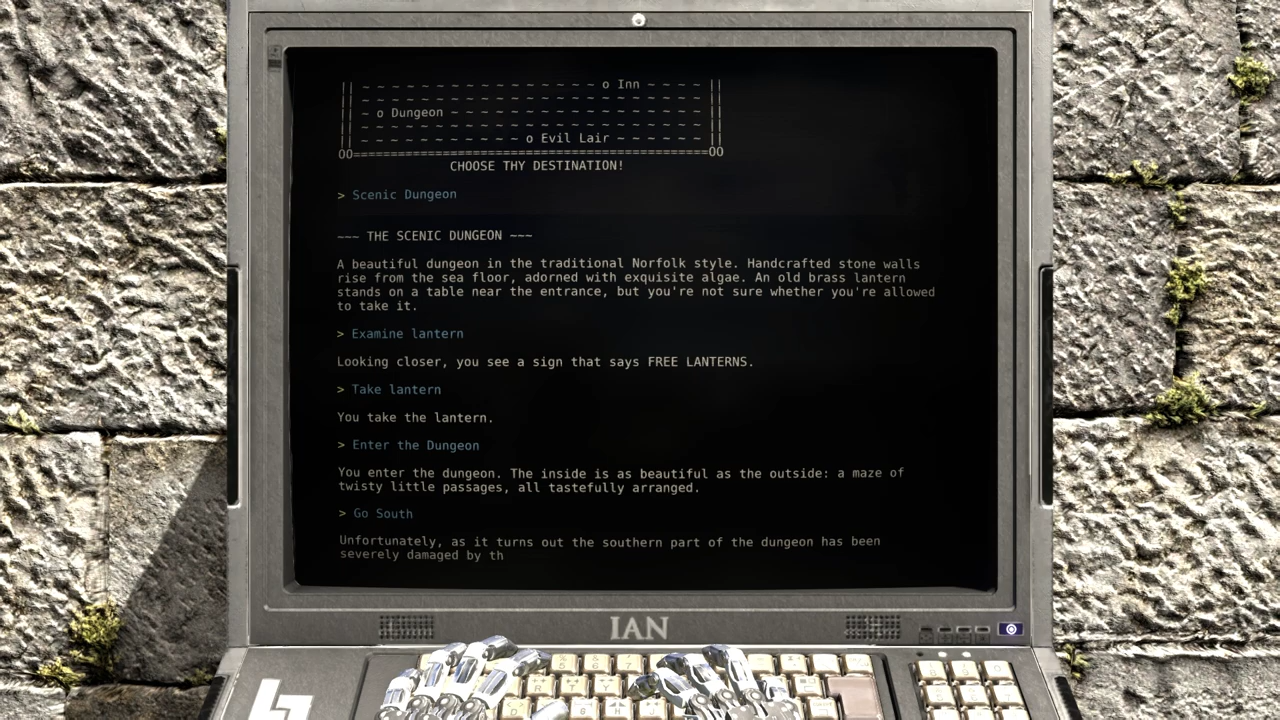 || ~ ~ ~ ~ ~ ~ ~ ~ ~ ~ ~ ~ ~ ~ ~ ~ o Inn ~ ~ ~ ~ ||
|| ~ ~ ~ ~ ~ ~ ~ ~ ~ ~ ~ ~ ~ ~ ~ ~ ~ ~ ~ ~ ~ ~ ~ ||
|| ~ o Dungeon ~ ~ ~ ~ ~ ~ ~ ~ ~ ~ ~ ~ ~ ~ ~ ~ ~ ||
|| ~ ~ ~ ~ ~ ~ ~ ~ ~ ~ ~ ~ ~ ~ ~ ~ ~ ~ ~ ~ ~ ~ ~ ||
|| ~ ~ ~ ~ ~ ~ ~ ~ ~ ~ ~ o Evil Lair ~ ~ ~ ~ ~ ~ ||
OO===============================================OO
CHOOSE THY DESTINATION!
> Scenic Dungeon
~~~ THE SCENIC DUNGEON ~~~
A beautiful dungeon in the traditional Norfolk style. Handcrafted stone walls
rise from the sea floor, adorned with exquisite algae. An old brass lantern
stands on a table near the entrance, but you're not sure whether you're allowed
to take it.
> Examine lantern
Looking closer, you see a sign that says FREE LANTERNS.
> Take lantern
You take the lantern.
> Enter the Dungeon
You enter the dungeon. The inside is as beautiful as the outside: a maze of
twisty little passages, all tastefully arranged.
> Go South
Unfortunately, as it turns out the southern part of the dungeon has been
severely damaged by th
IAN